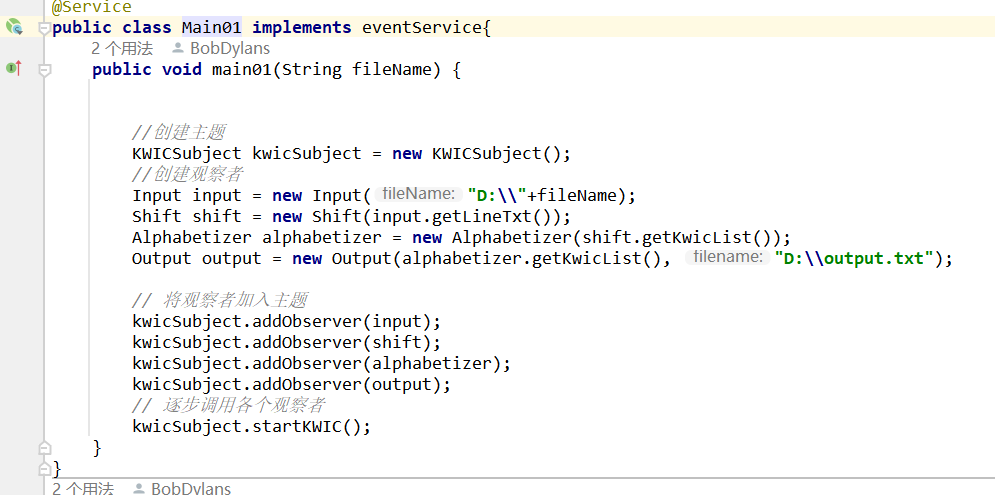 @Service
public class Main01 implements eventService{
2 个用法 BobDylans
public void main01(String fileName) {
//创建主题
KWICSubject kwicSubject = new KWICSubject();
//创建观察者
Input input = new Input( fileName: "D:\\"+fileName);
Shift shift = new Shift(input.getLineTxt());
Alphabetizer alphabetizer = new Alphabetizer(shift.getKwicList());
Output output = new Output(alphabetizer.getKwicList(), filename: "D:\\output.txt");
// 将观察者加入主题
kwicSubject.addObserver(input);
kwicSubject.addObserver(shift);
kwicSubject.addObserver(alphabetizer);
kwicSubject.addObserver(output);
// 逐步调用各个观察者
kwicSubject.startKWIC();
}
}
2 个用法 BobDylans